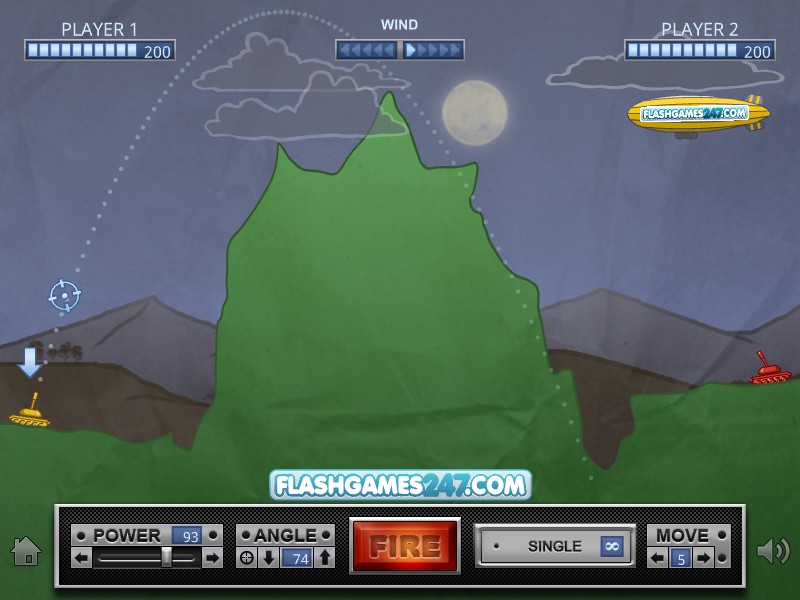 PLAYER 1
WIND
PLAYER 2
200
200
FLASHGAMES247.COM
FLASHGAMES247.COM
POWER 93
ANGLE
74
FIRE
SINGLE ∞
MOVE
5